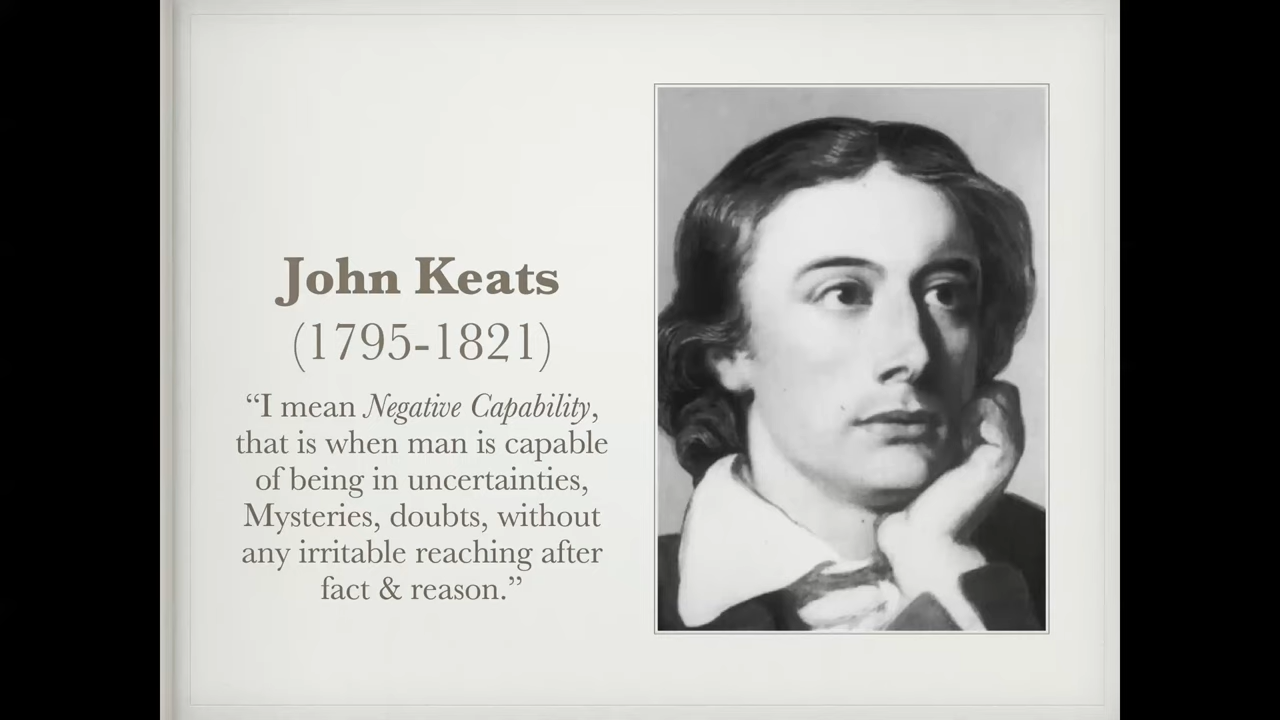 John Keats
(1795-1821)
“I mean Negative Capability,
that is when man is capable
of being in uncertainties,
Mysteries, doubts, without
any irritable reaching after
fact & reason.”